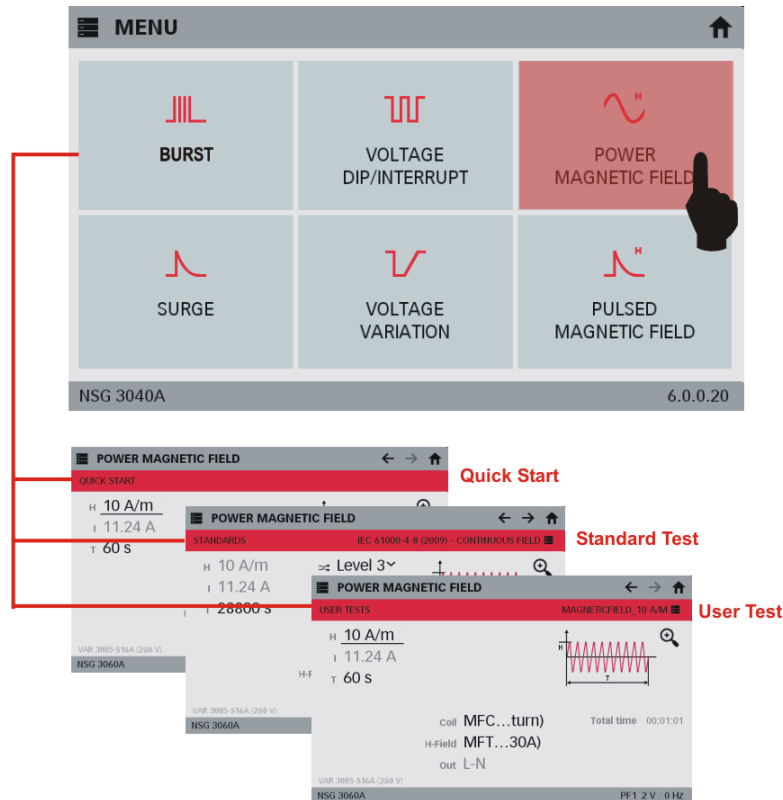 MENU
BURST
VOLTAGE
DIP/INTERRUPT
H
POWER
MAGNETIC FIELD
SURGE
VOLTAGE
VARIATION
H
PULSED
MAGNETIC FIELD
NSG 3040A
6.0.0.20
POWER MAGNETIC FIELD
QUICK START
Quick Start
H 10 A/m
I 11.24 A
T 60 s
VAR 3005-S16A (260 V)
NSG 3060A
POWER MAGNETIC FIELD
STANDARDS
IEC 61000-4-8 (2009) - CONTINUOUS FIELD
Standard Test
H 10 A/m
Level 3
I 11.24 A
T 28800 s
H-F
VAR 3005-S16A (260 V)
NSG 3060A
POWER MAGNETIC FIELD
USER TESTS
MAGNETICFIELD_10 A/M
User Test
H 10 A/m
I 11.24 A
T 60 s
H
T
Coil MFC...turn)
Total time 00:01:01
H-Field MFT...30A)
Out L-N
VAR 3005-S16A (260 V)
NSG 3060A
PF1 2 V 0 Hz